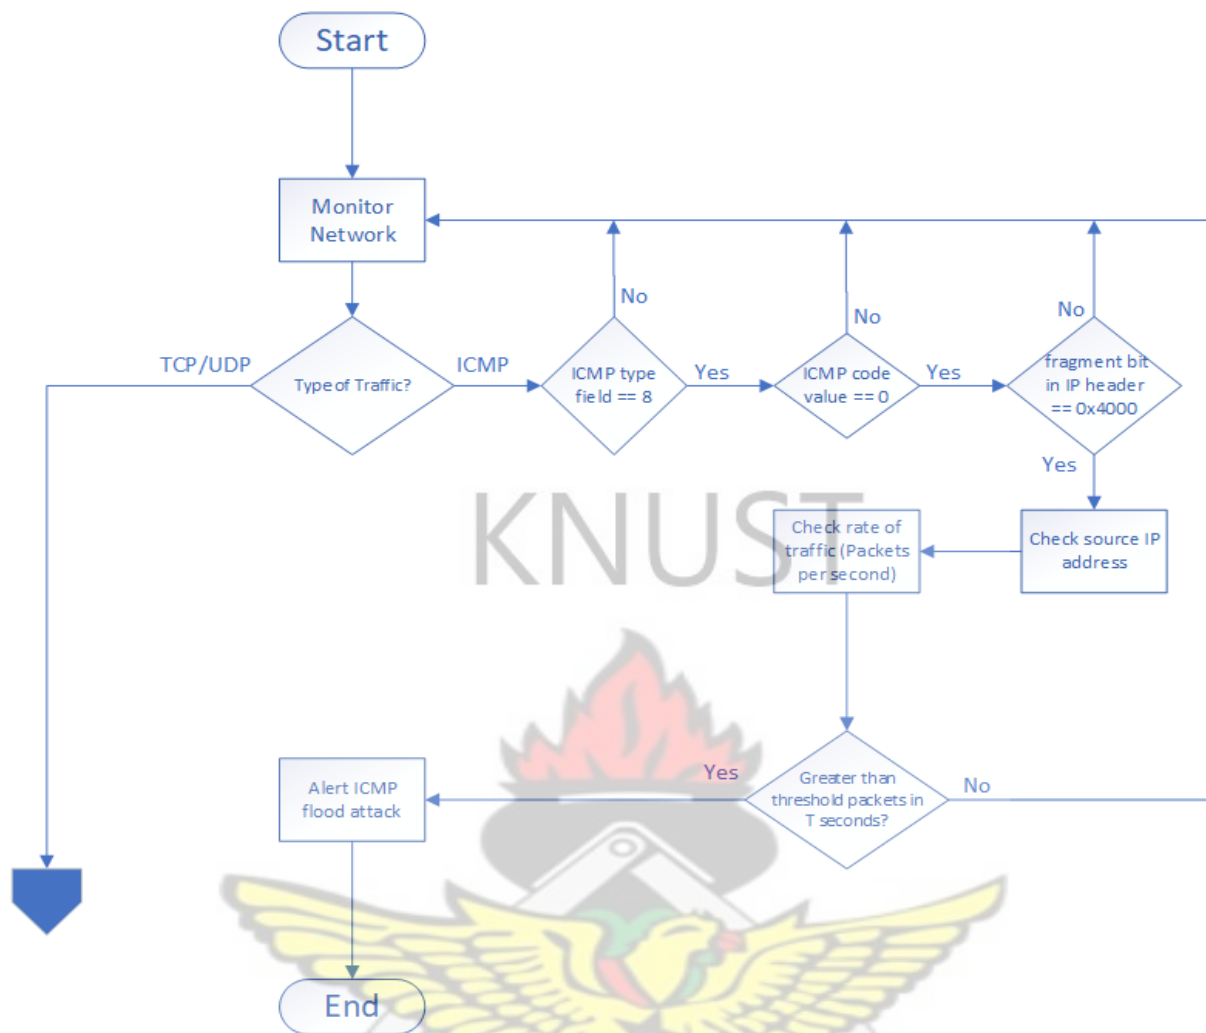 Start
Monitor
Network
No
No
No
TCP/UDP
Type of Traffic?
ICMP
ICMP type
field == 8
Yes
ICMP code
value == 0
Yes
fragment bit
in IP header
== 0x4000
Yes
KNUST
Check rate of
traffic (Packets
per second)
Check source IP
address
Alert ICMP
flood attack
Yes
Greater than
threshold packets in
T seconds?
No
End